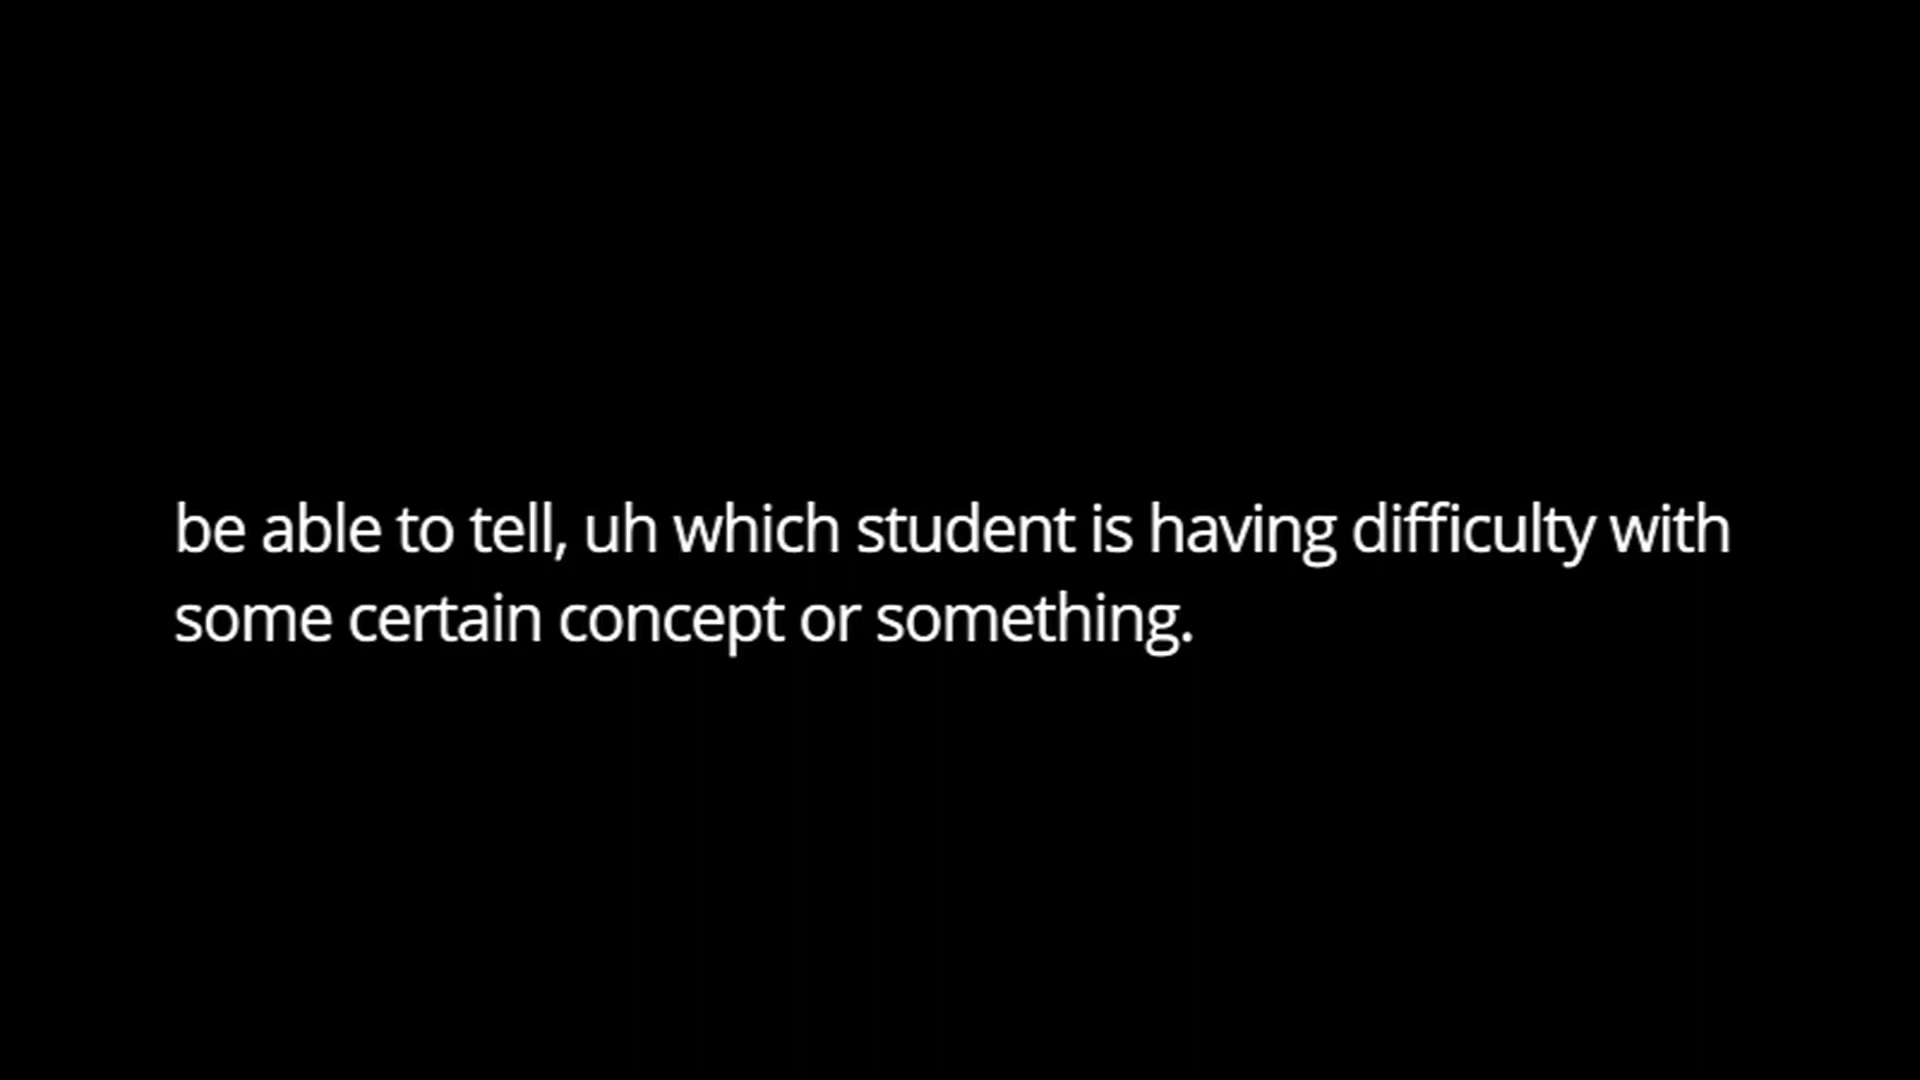 be able to tell, uh which student is having difficulty with
some certain concept or something.